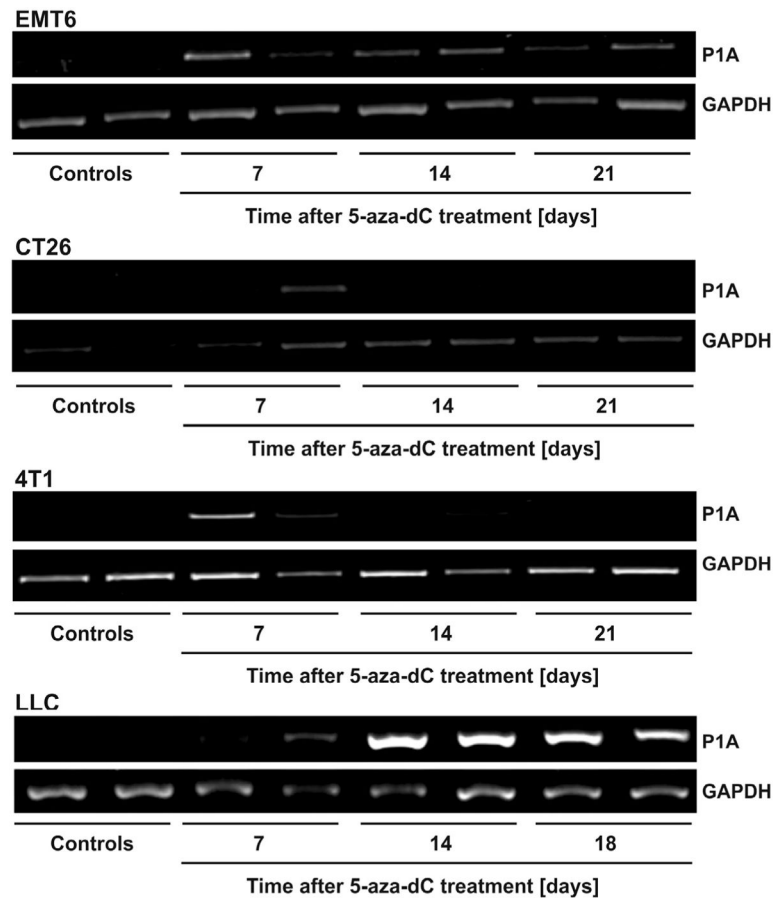 EMT6
P1A
GAPDH
Controls 7 14 21
Time after 5-aza-dC treatment [days]
CT26
P1A
GAPDH
Controls 7 14 21
Time after 5-aza-dC treatment [days]
4T1
P1A
GAPDH
Controls 7 14 21
Time after 5-aza-dC treatment [days]
LLC
P1A
GAPDH
Controls 7 14 18
Time after 5-aza-dC treatment [days]